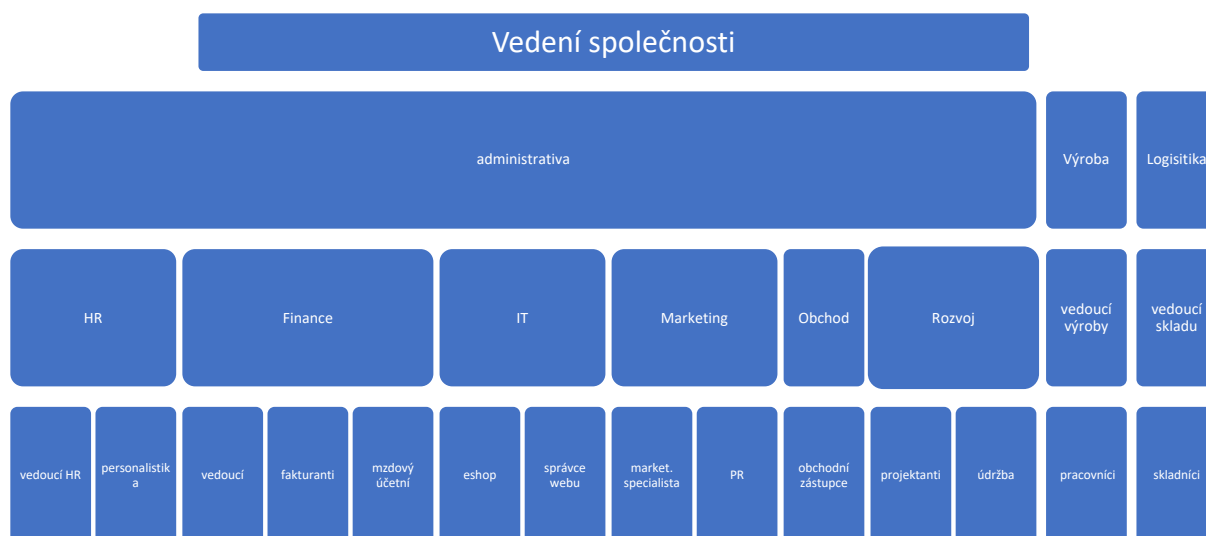 Vedení společnosti
administrativa
Výroba
Logisitika
HR
Finance
IT
Marketing
Obchod
Rozvoj
vedoucí
výroby
vedoucí
skladu
vedoucí HR
personalistik
a
vedoucí
fakturanti
mzdový
účetní
eshop
správce
webu
market.
specialista
PR
obchodní
zástupce
projektanti
údržba
pracovníci
skladníci